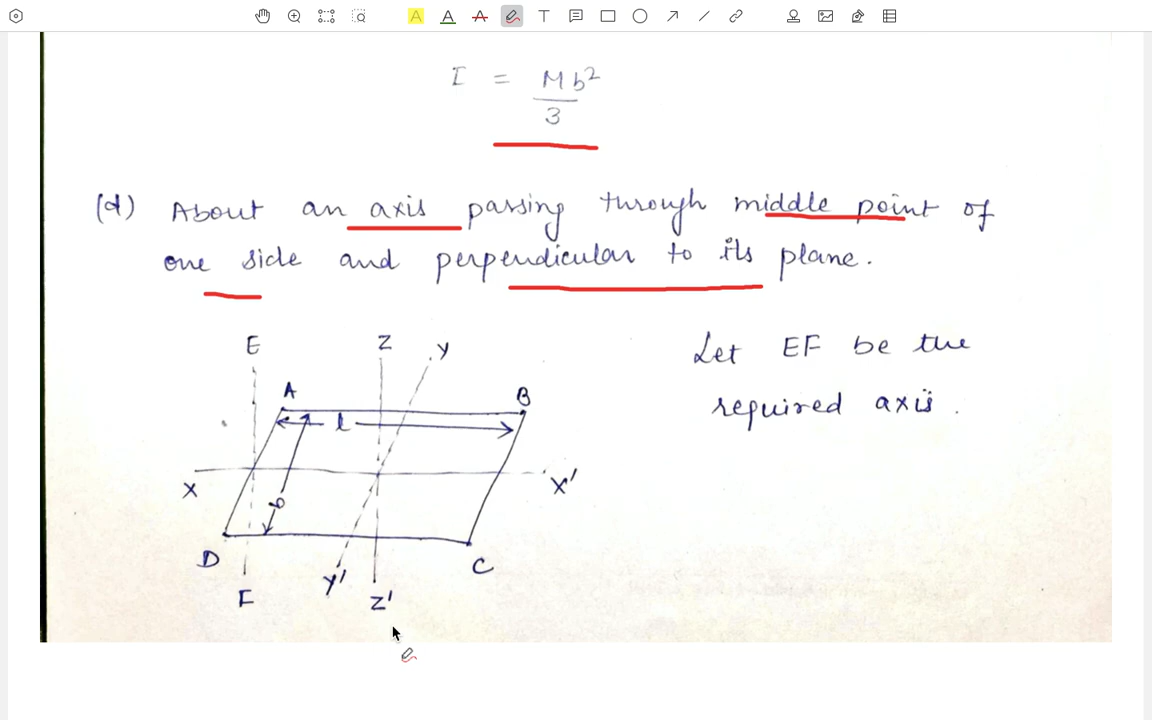 I = Mb²
3
(d) About an axis passing through middle point of
one side and perpendicular to its plane.
E
Z
Y
A
B
l
X
X'
b
D
C
F
Y'
Z'
Let EF be the
required axis.
A
A
A
T